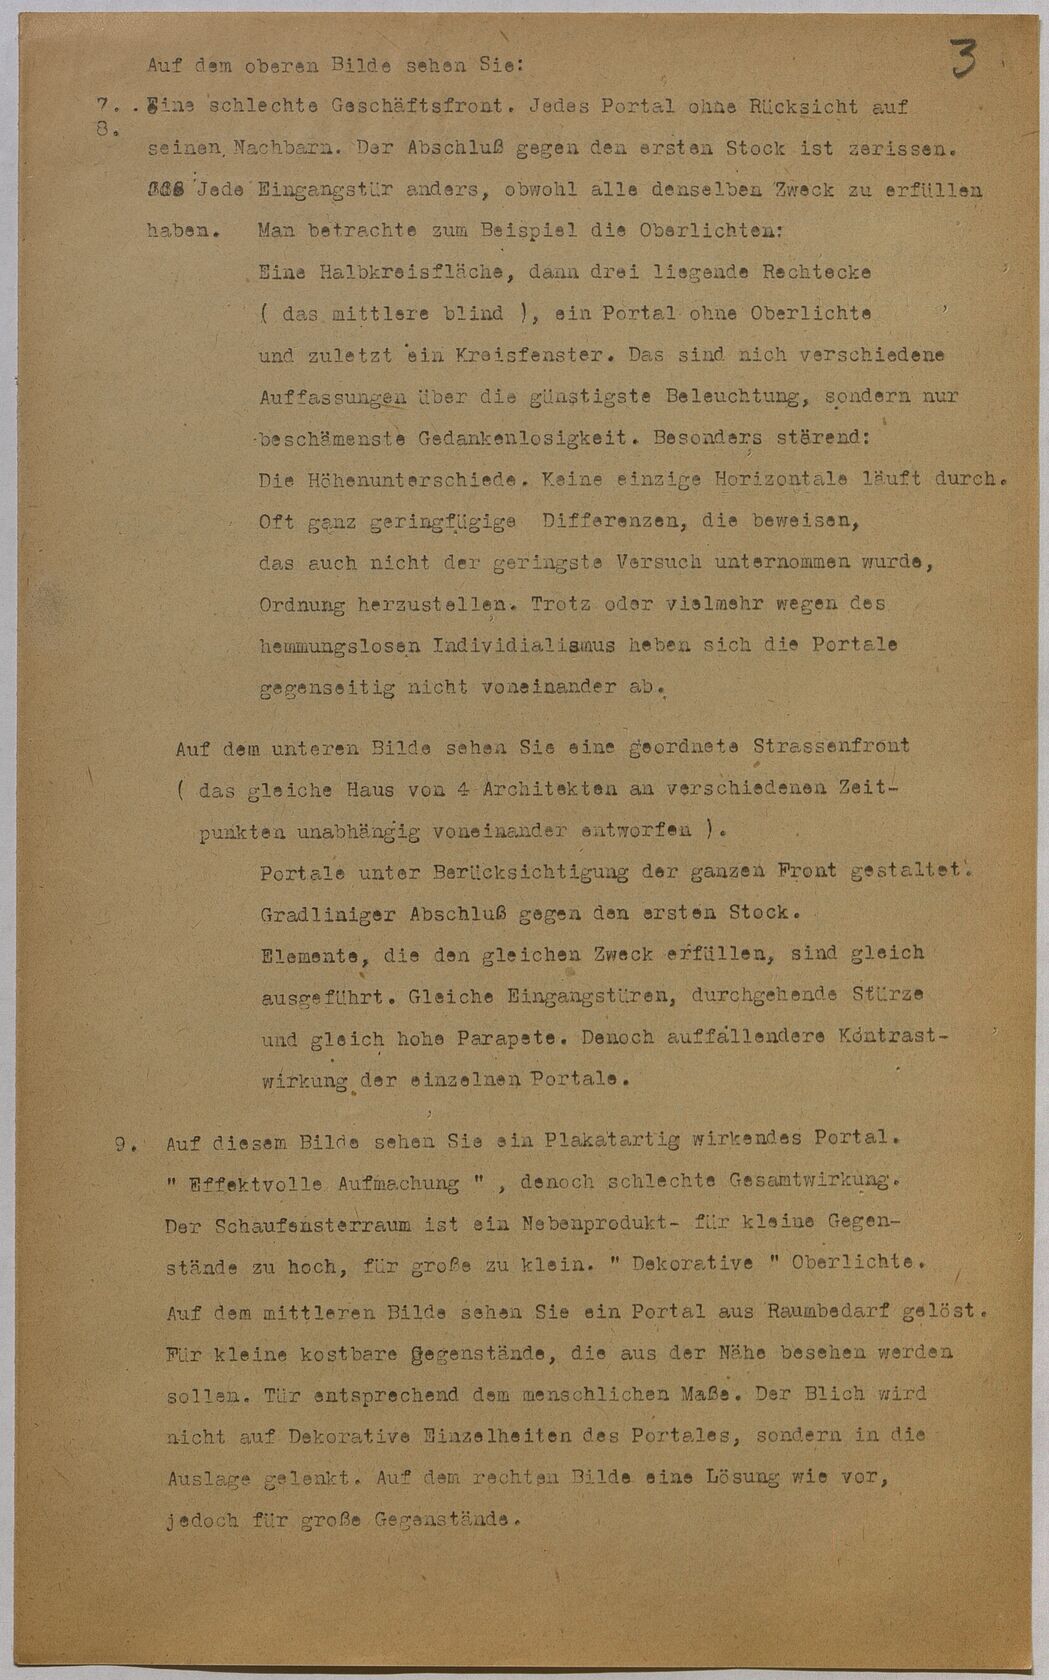 3
Auf dem oberen Bilde sehen Sie:
7. . Eine schlechte Geschäftsfront. Jedes Portal ohne Rücksicht auf
8.
seinen Nachbarn. Der Abschluß gegen den ersten Stock ist zerissen.
Jede Eingangstür anders, obwohl alle denselben Zweck zu erfüllen
haben. Man betrachte zum Beispiel die Oberlichten:
Eine Halbkreisfläche, dann drei liegende Rechtecke
( das mittlere blind ), ein Portal ohne Oberlichte
und zuletzt ein Kreisfenster. Das sind nich verschiedene
Auffassungen über die günstigste Beleuchtung, sondern nur
beschämenste Gedankenlosigkeit. Besonders stärend:
Die Höhenunterschiede. Keine einzige Horizontale läuft durch.
Oft ganz geringfügige Differenzen, die beweisen,
das auch nicht der geringste Versuch unternommen wurde,
Ordnung herzustellen. Trotz oder vielmehr wegen des
hemmungslosen Individialismus heben sich die Portale
gegenseitig nicht voneinander ab.
Auf dem unteren Bilde sehen Sie eine geordnete Strassenfront
( das gleiche Haus von 4 Architekten an verschiedenen Zeit-
punkten unabhängig voneinander entworfen ).
Portale unter Berücksichtigung der ganzen Front gestaltet.
Gradliniger Abschluß gegen den ersten Stock.
Elemente, die den gleichen Zweck erfüllen, sind gleich
ausgeführt. Gleiche Eingangstüren, durchgehende Stürze
und gleich hohe Parapete. Denoch auffallendere Kontrast-
wirkung der einzelnen Portale.
9. Auf diesem Bilde sehen Sie ein Plakatartig wirkendes Portal.
" Effektvolle Aufmachung " , denoch schlechte Gesamtwirkung.
Der Schaufensterraum ist ein Nebenprodukt- für kleine Gegen-
stände zu hoch, für große zu klein. " Dekorative " Oberlichte.
Auf dem mittleren Bilde sehen Sie ein Portal aus Raumbedarf gelöst.
Für kleine kostbare Gegenstände, die aus der Nähe besehen werden
sollen. Tür entsprechend dem menschlichen Maße. Der Blich wird
nicht auf Dekorative Einzelheiten des Portales, sondern in die
Auslage gelenkt. Auf dem rechten Bilde eine Lösung wie vor,
jedoch für große Gegenstände.